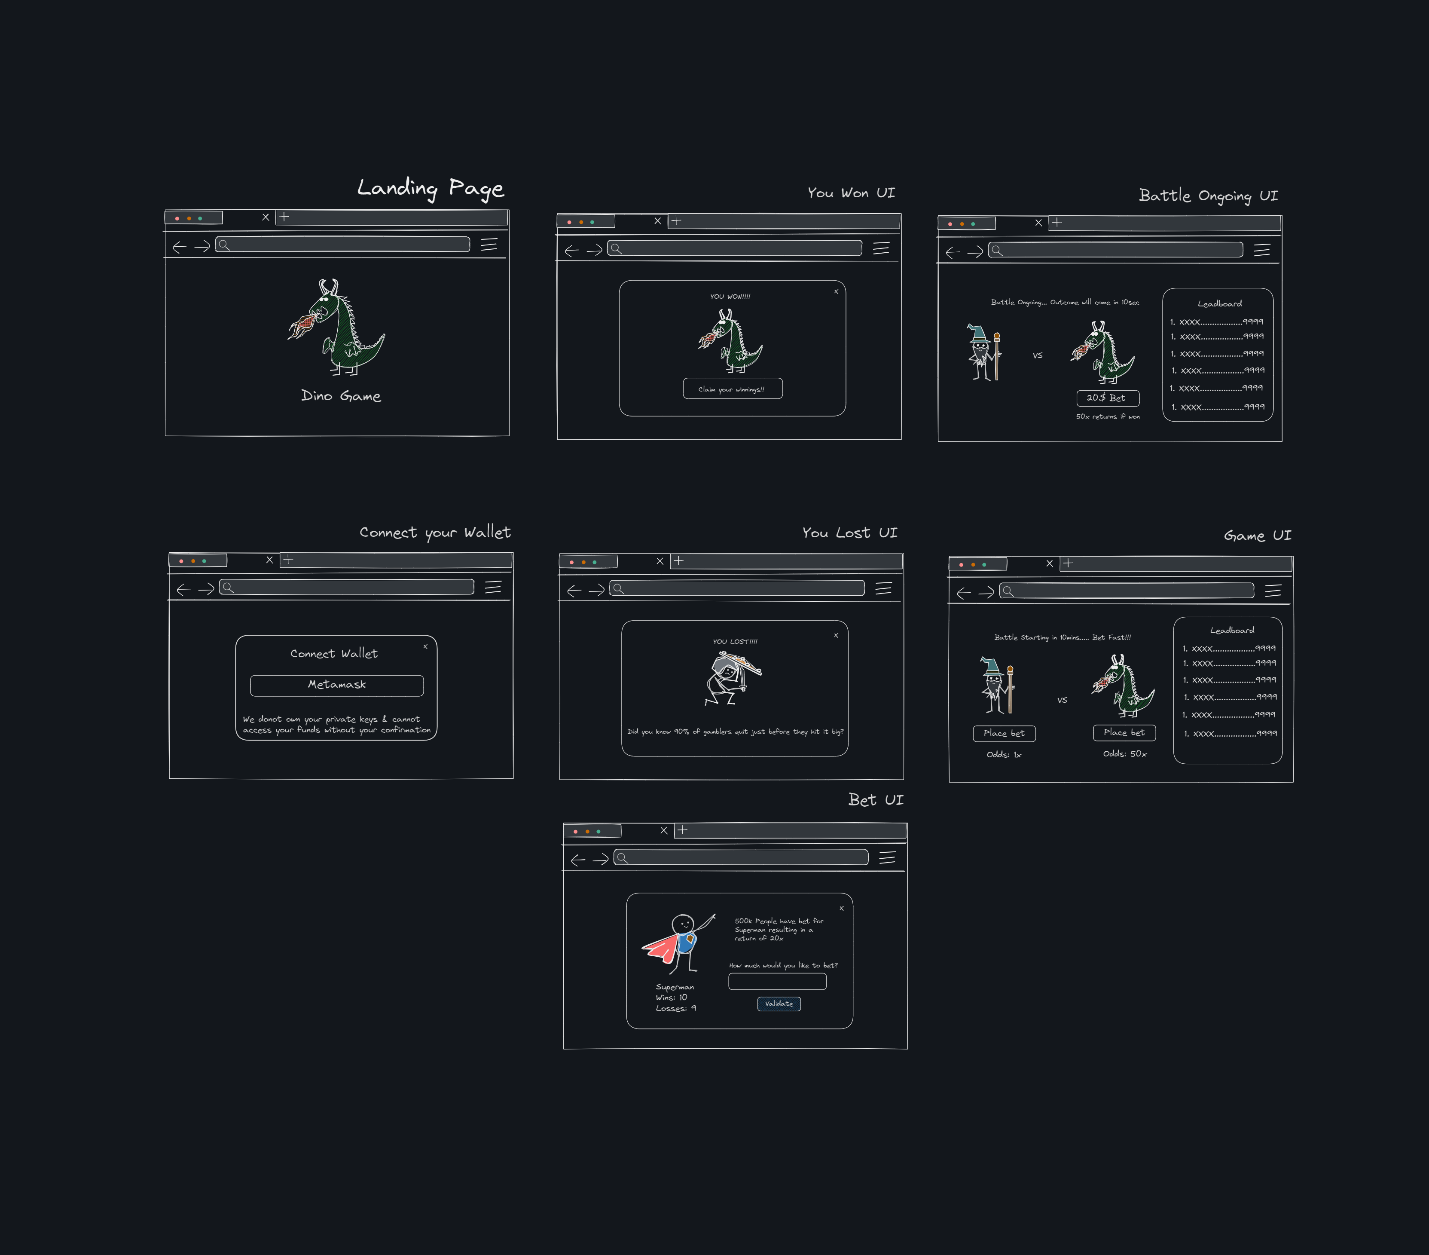 Landing Page
Dino Game
You Won UI
YOU WON!!!!
x
Claim your winnings!!
Battle Ongoing UI
Battle Ongoing... Outcome will come in 10sec
vs
20$ Bet
50x returns if won
Leadboard
1. XXXX...................9999
1. XXXX...................9999
1. XXXX...................9999
1. XXXX...................9999
1. XXXX...................9999
1. XXXX...................9999
Connect your Wallet
Connect Wallet
x
Metamask
We donot own your private keys & cannot
access your funds without your confirmation
You Lost UI
YOU LOST!!!!
x
Did you know 90% of gamblers quit just before they hit it big?
Game UI
Battle Starting in 10mins..... Bet Fast!!!
vs
Place bet
Odds: 1x
Place bet
Odds: 50x
Leadboard
1. XXXX...................9999
1. XXXX...................9999
1. XXXX...................9999
1. XXXX...................9999
1. XXXX...................9999
1. XXXX...................9999
Bet UI
x
Superman
Wins: 10
Losses: 9
500k People have bet for
Superman resulting in a
return of 20x
How much would you like to bet?
Validate